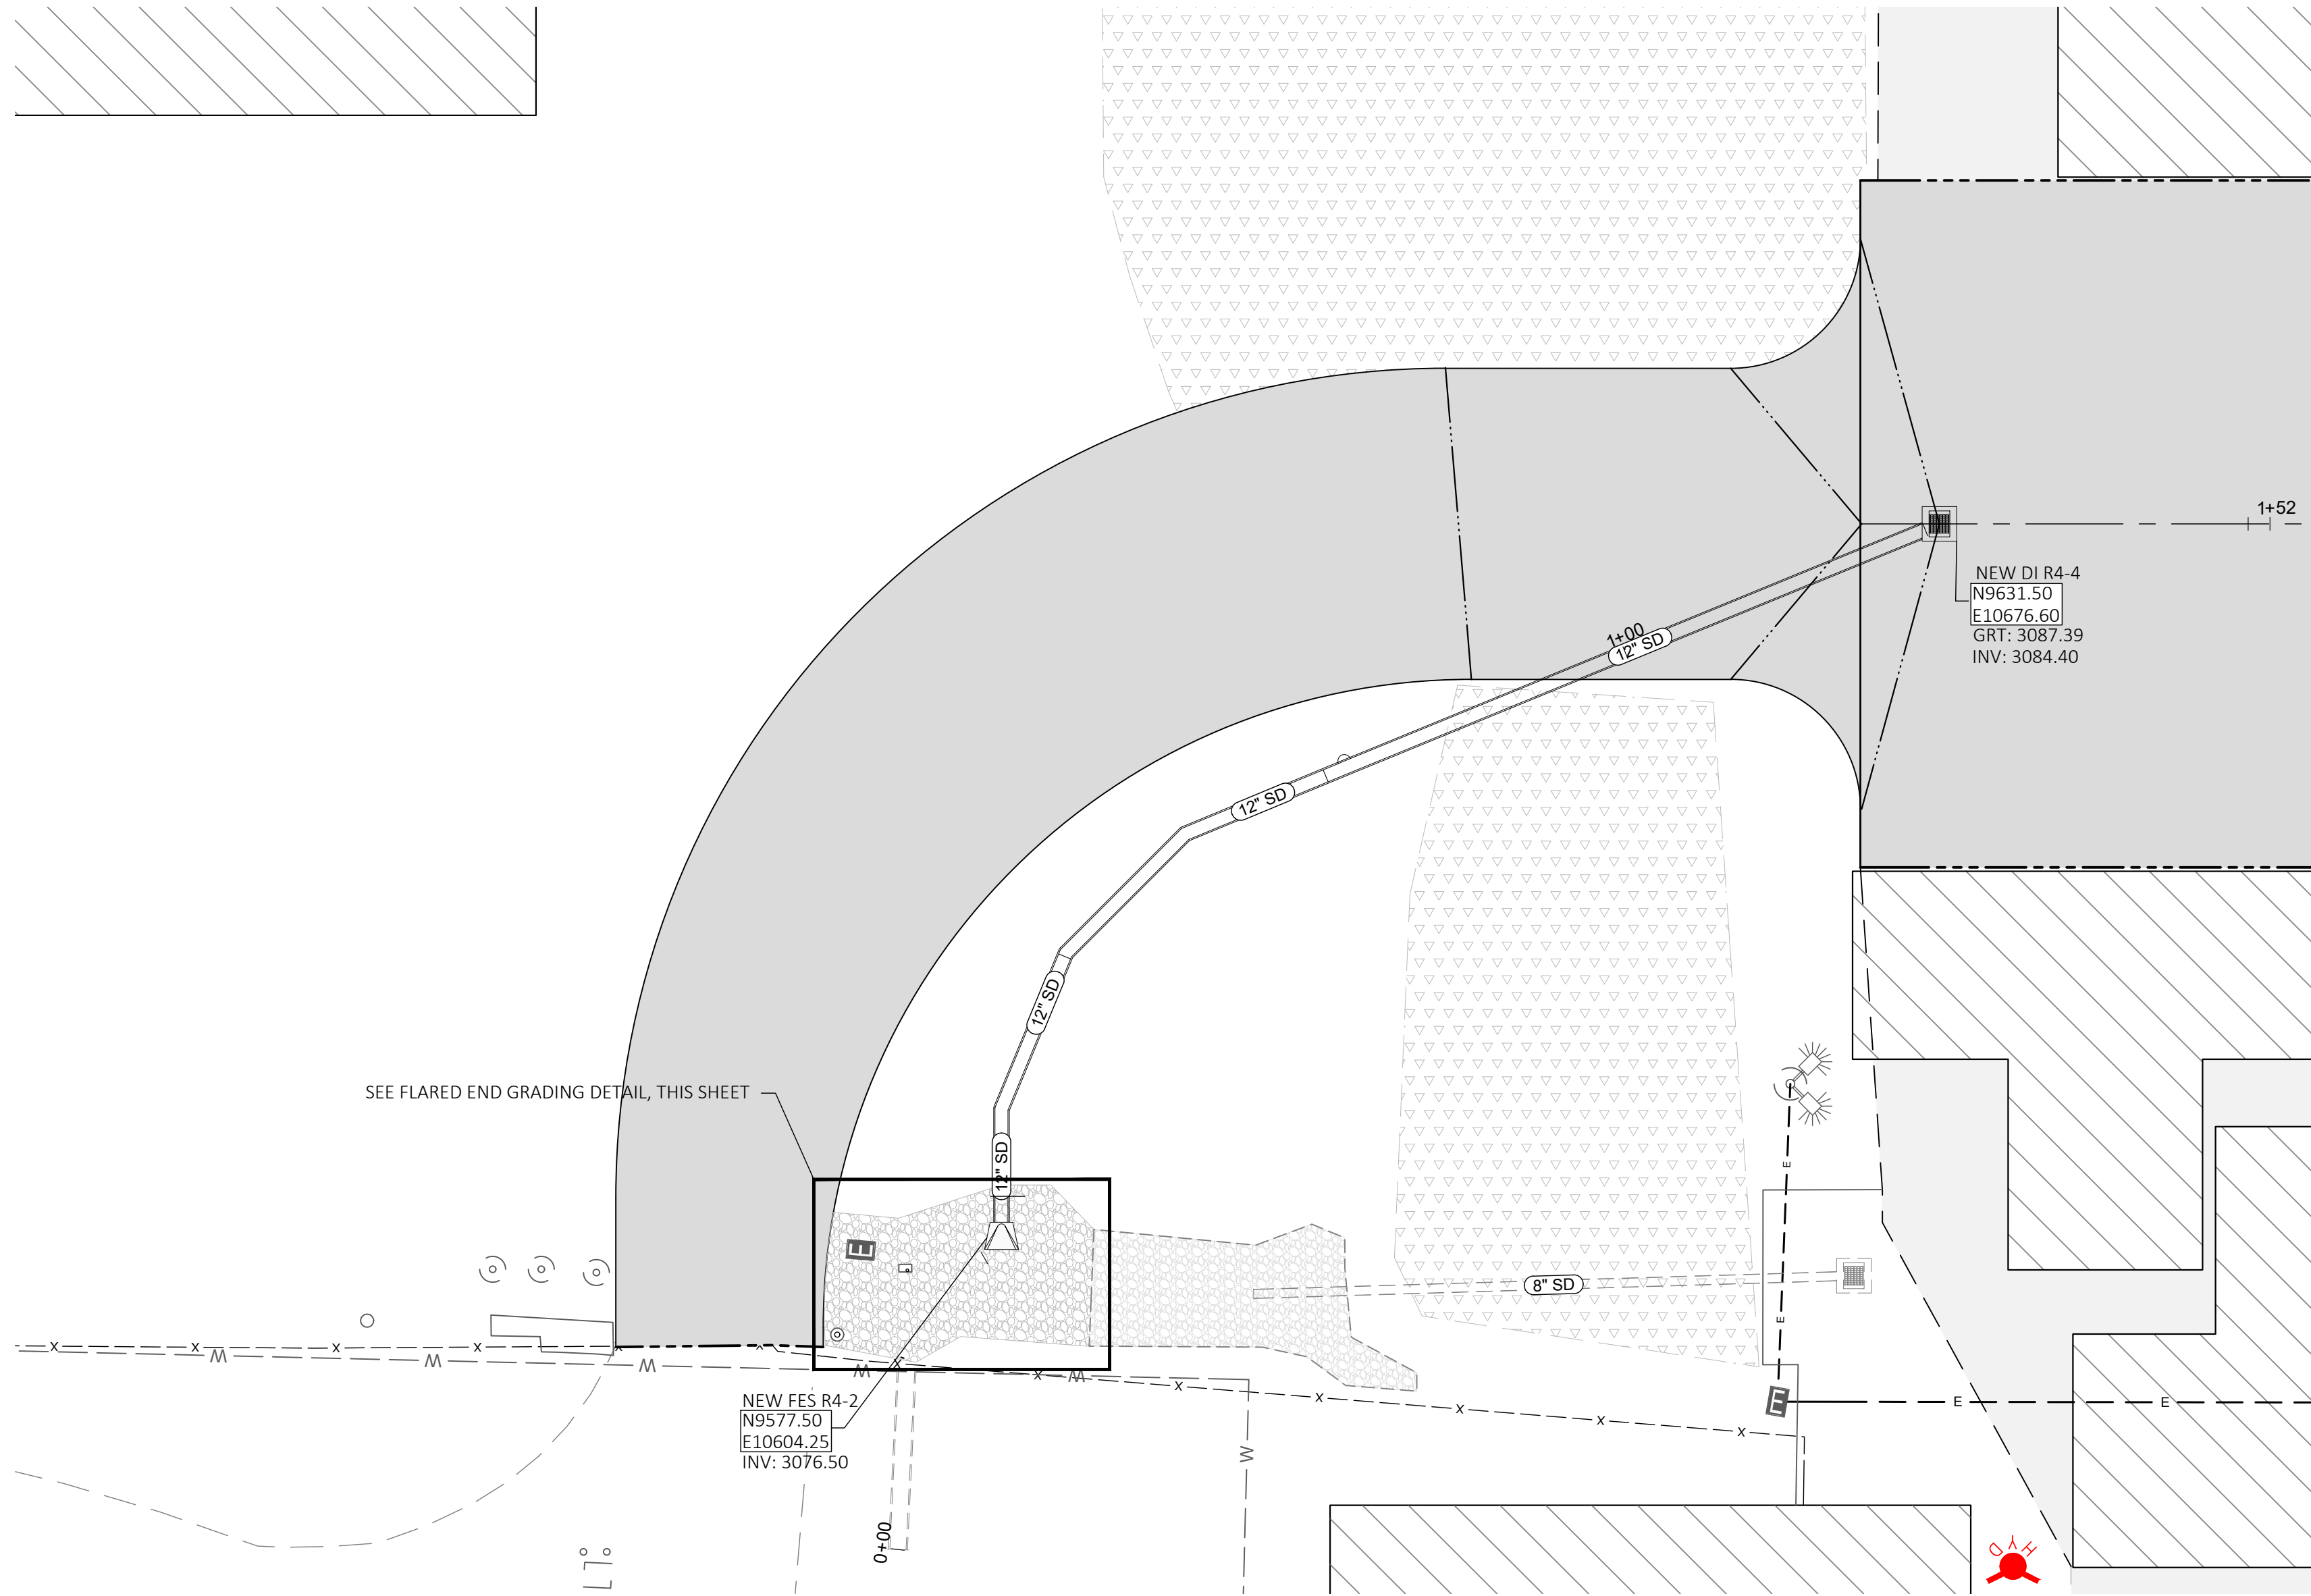 1+52
NEW DI R4-4
N9631.50
E10676.60
GRT: 3087.39
INV: 3084.40
1+00
12" SD
12" SD
12" SD
SEE FLARED END GRADING DETAIL, THIS SHEET
12" SD
E
E
8" SD
E
E
X
X
X
X
X
X
X
X
X
X
X
X
X
W
W
W
W
W
W
NEW FES R4-2
N9577.50
E10604.25
INV: 3076.50
E
E
0+00
HYD